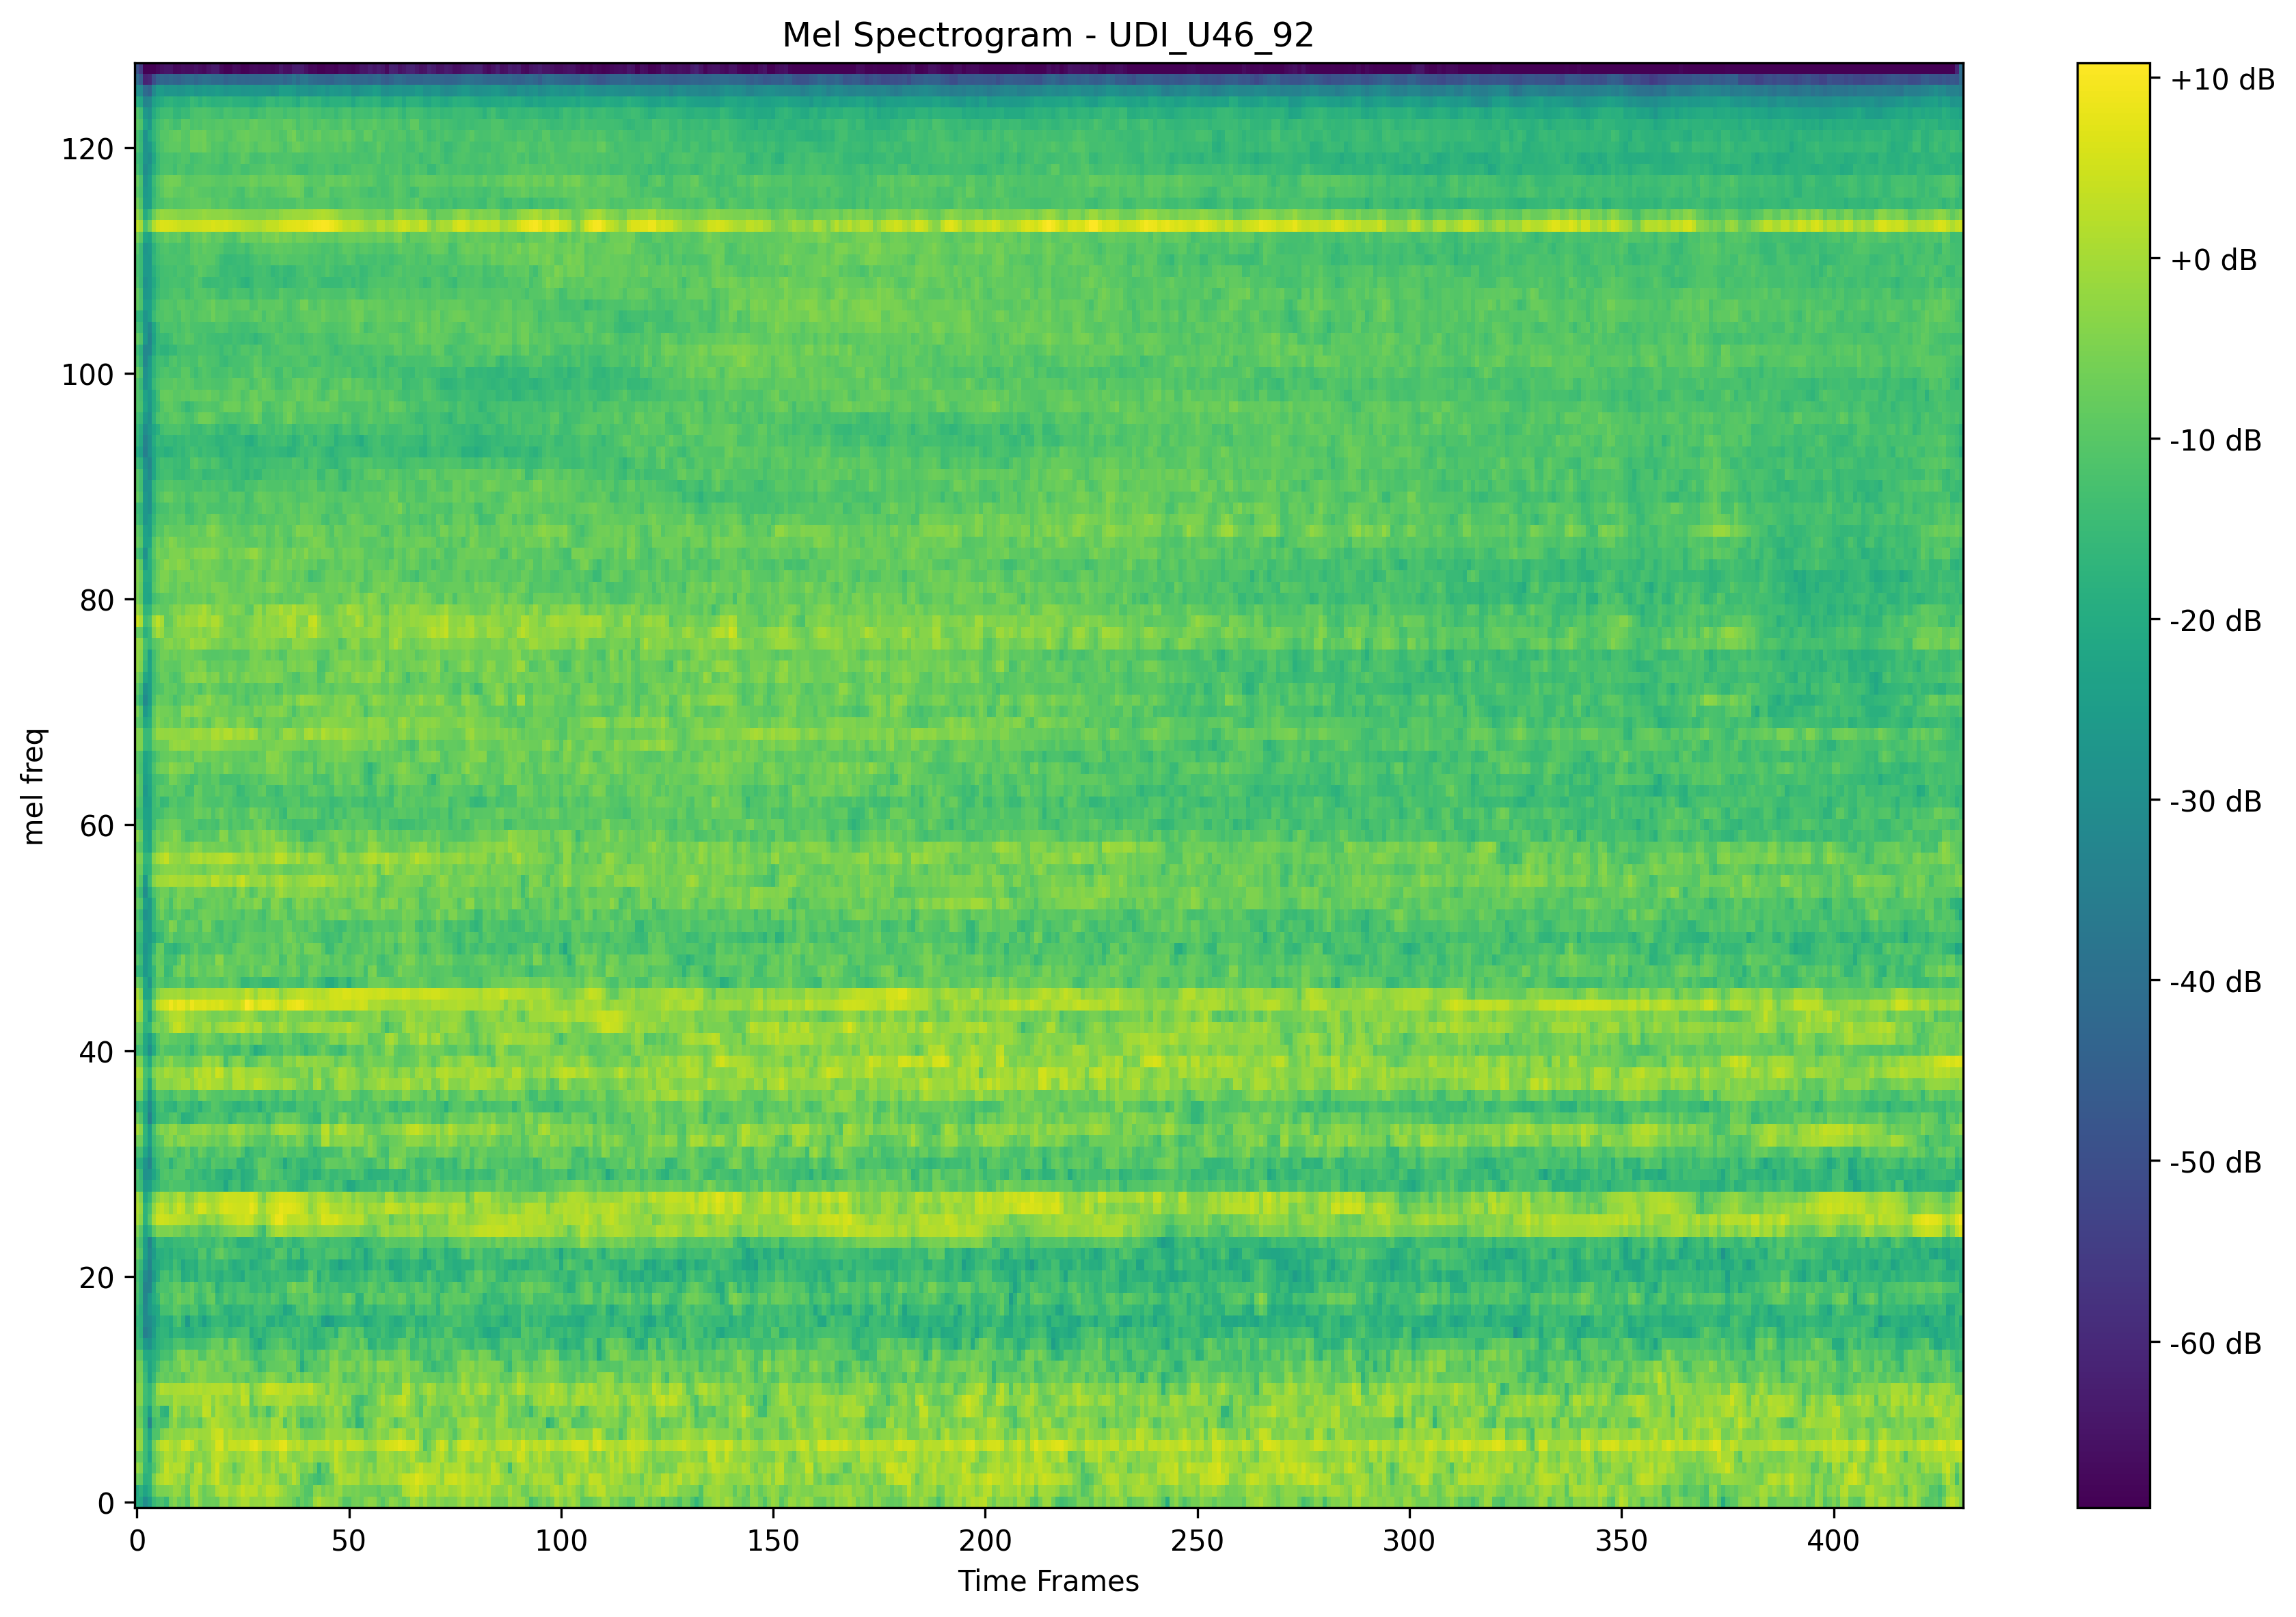 Mel Spectrogram - UDI_U46_92
mel freq
120
100
80
60
40
20
0
0 50 100 150 200 250 300 350 400
Time Frames
+10 dB
+0 dB
-10 dB
-20 dB
-30 dB
-40 dB
-50 dB
-60 dB